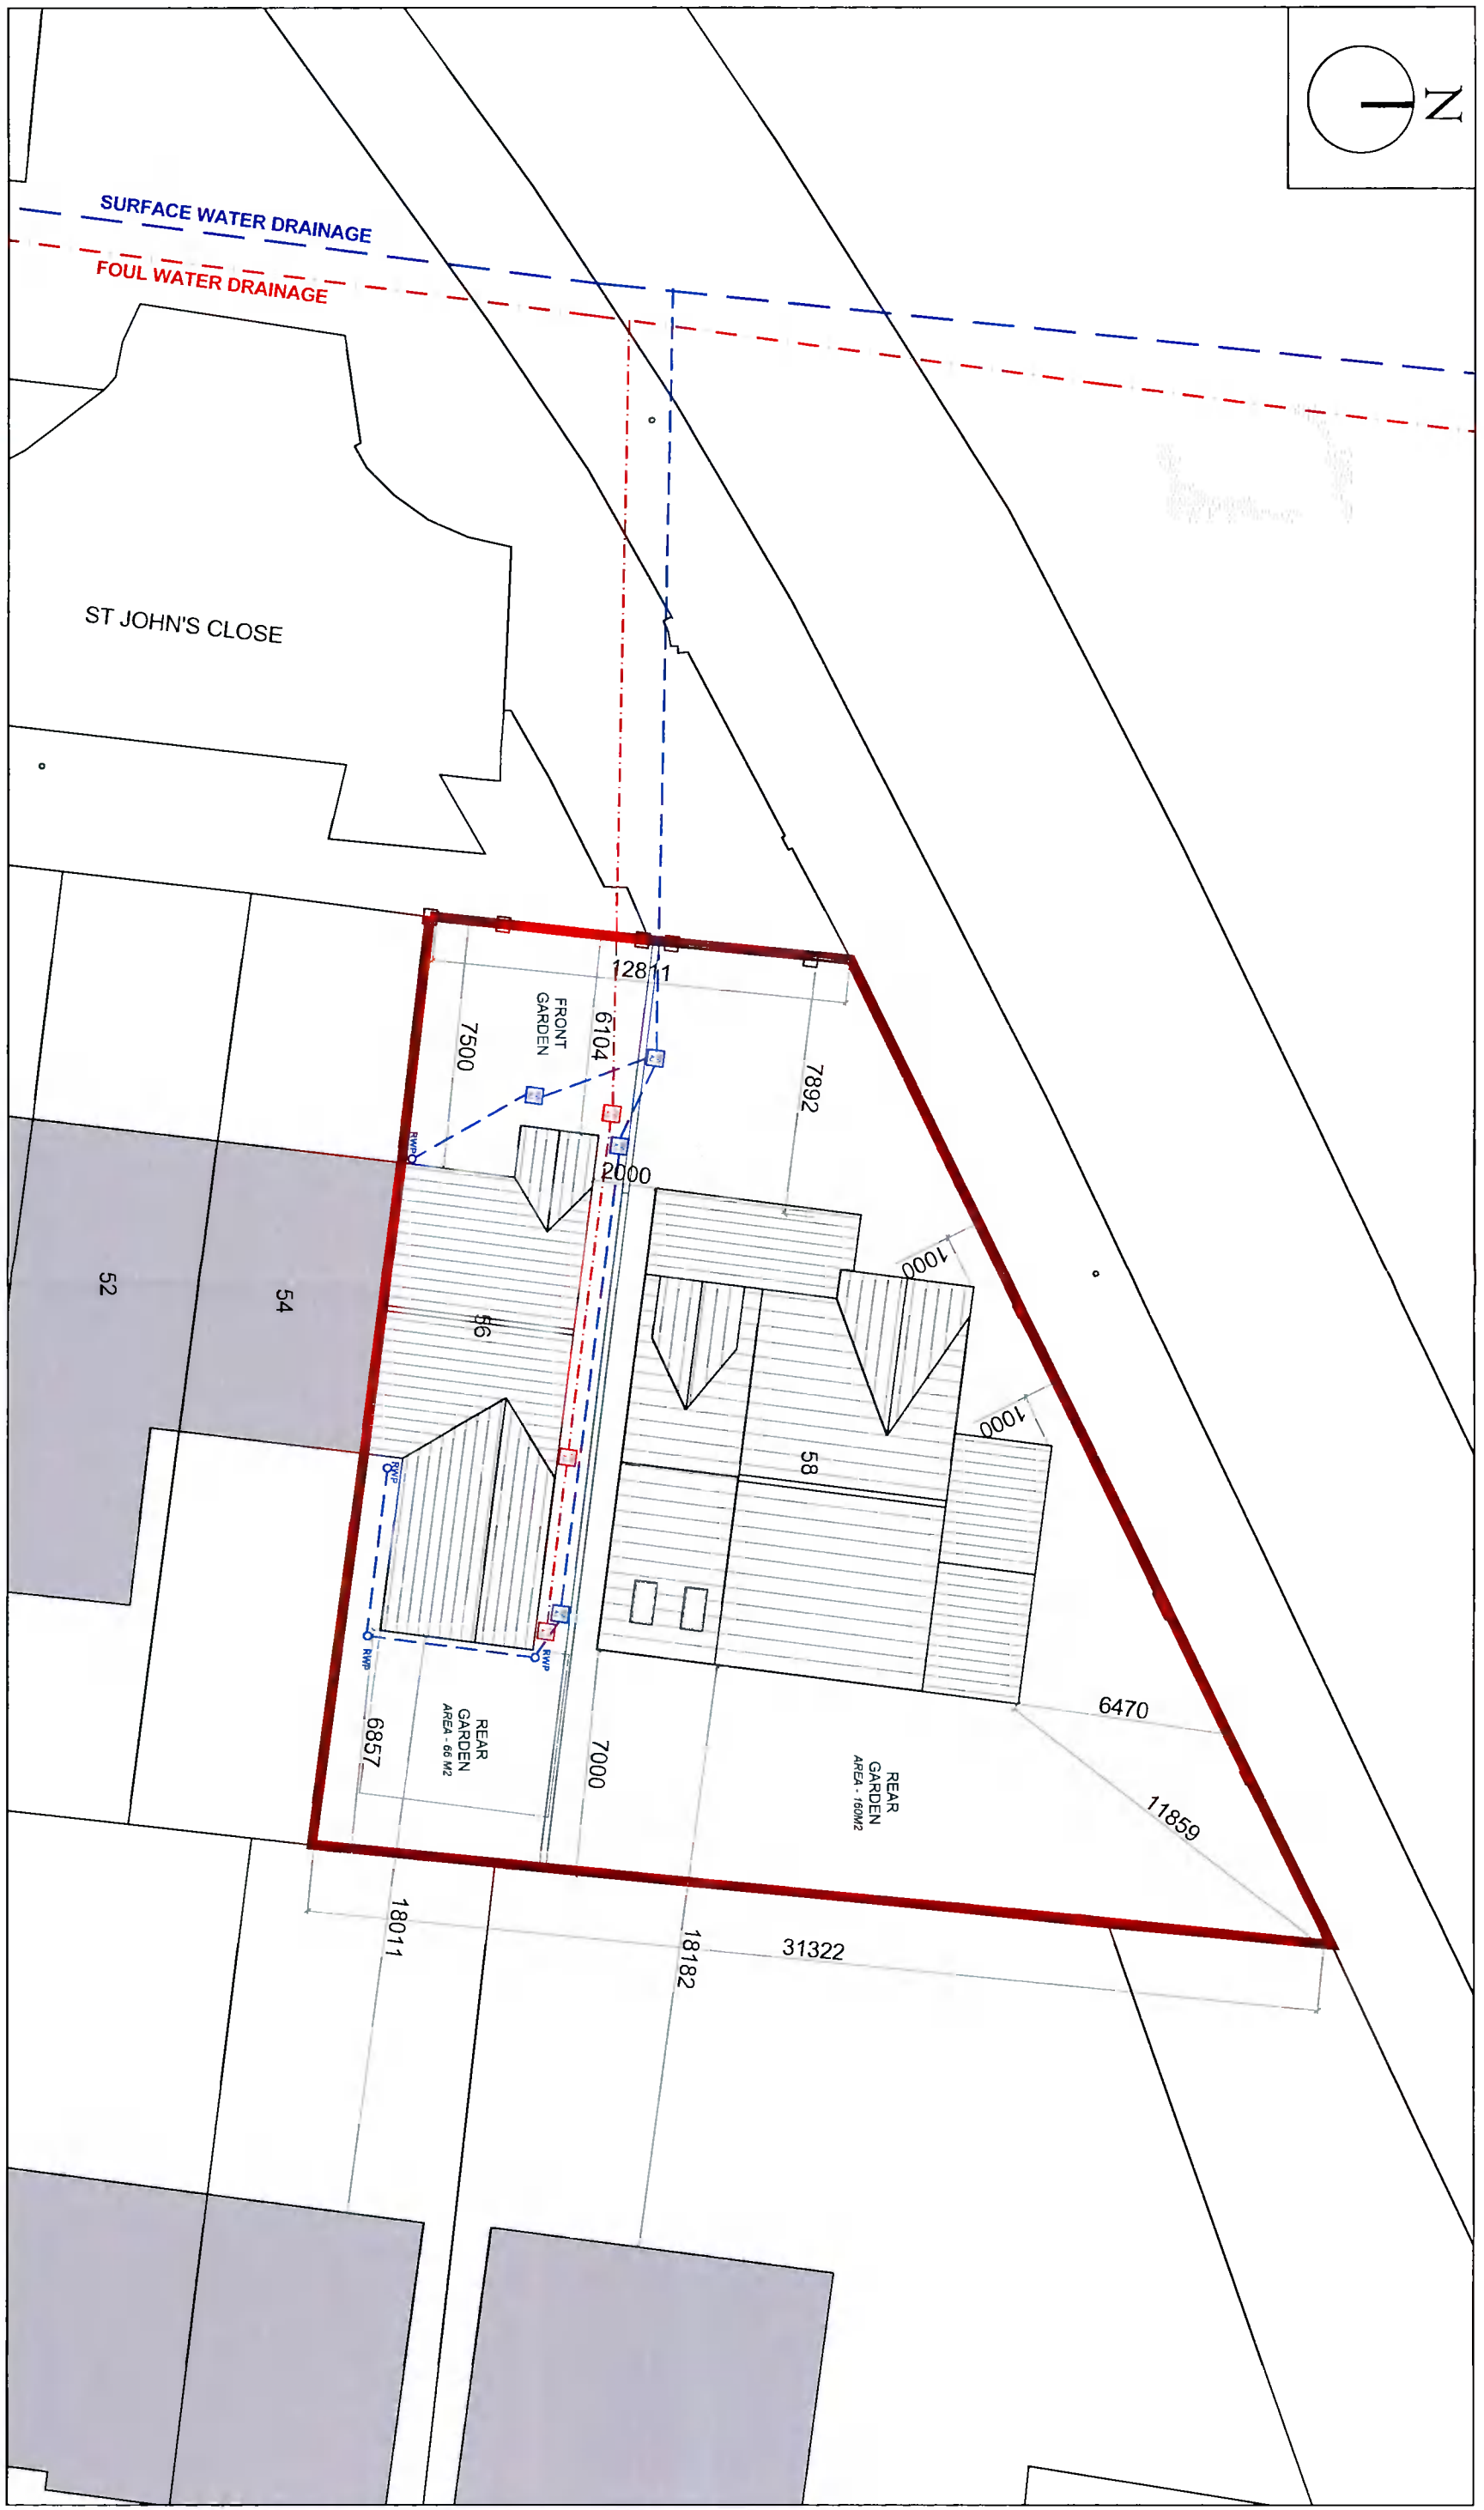 N
SURFACE WATER DRAINAGE
FOUL WATER DRAINAGE
ST JOHN'S CLOSE
12811
FRONT
GARDEN
7500
6104
7892
RWP
2000
1000
52
54
56
1000
58
RWP
RWP
RWP
6470
REAR
GARDEN
AREA - 66 M2
6857
7000
REAR
GARDEN
AREA - 160M2
11859
18011
18182
31322